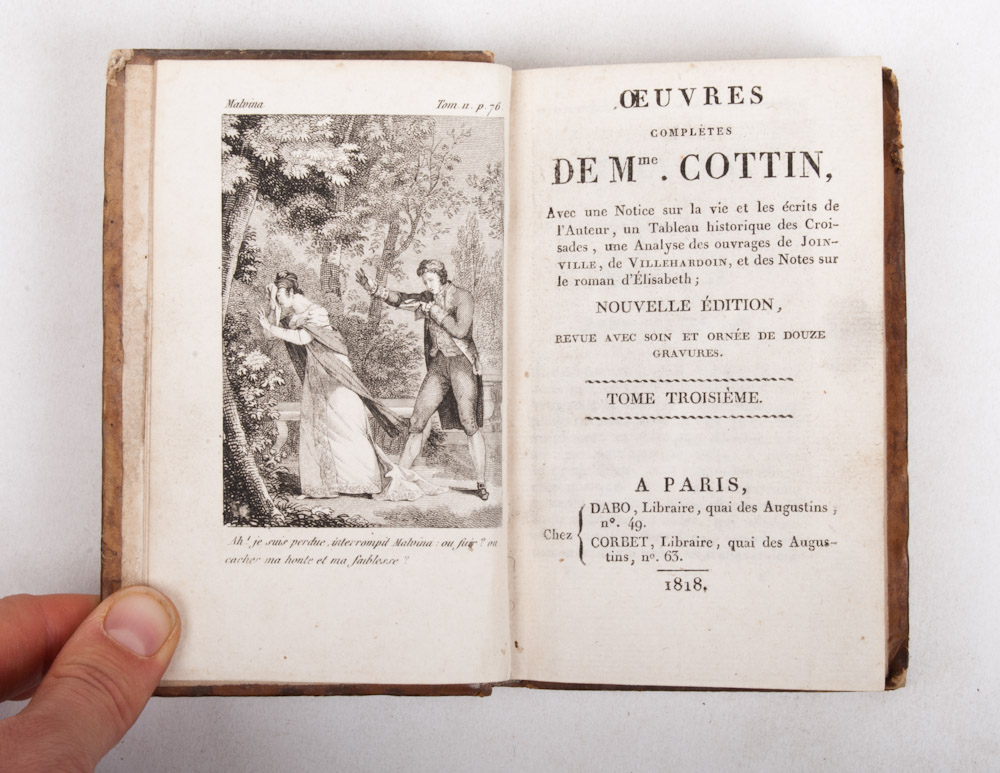 Malvina Tom. II. p. 76
Ah! je suis perdue, interrompit Malvina: ou fuir? ou
cacher ma honte et ma faiblesse?
ŒUVRES
COMPLÈTES
DE Mme. COTTIN,
Avec une Notice sur la vie et les écrits de
l'Auteur, un Tableau historique des Croi-
sades, une Analyse des ouvrages de JOIN-
VILLE, de VILLEHARDOIN, et des Notes sur
le roman d'Élisabeth;
NOUVELLE ÉDITION,
REVUE AVEC SOIN ET ORNÉE DE DOUZE
GRAVURES.
TOME TROISIÈME.
A PARIS,
Chez
DABO, Libraire, quai des Augustins,
nº. 49.
CORBET, Libraire, quai des Augus-
tins, nº. 63.
1818.